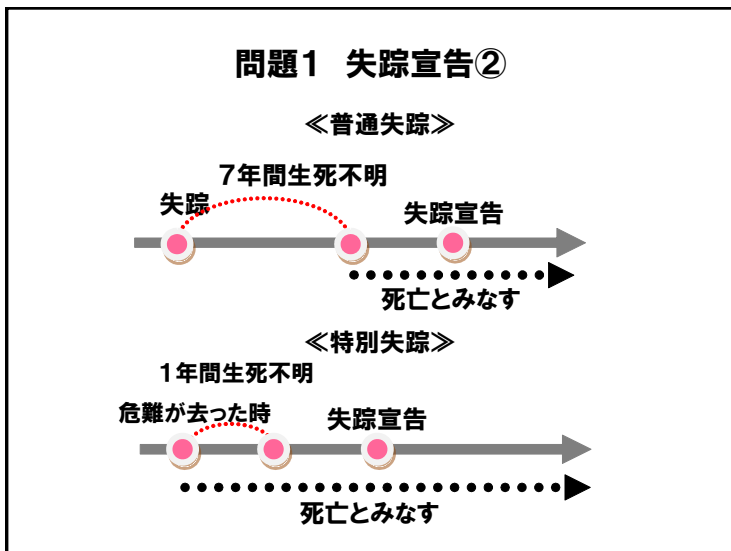 問題１　失踪宣告②
≪普通失踪≫
７年間生死不明
失踪
失踪宣告
死亡とみなす
≪特別失踪≫
１年間生死不明
危難が去った時
失踪宣告
死亡とみなす